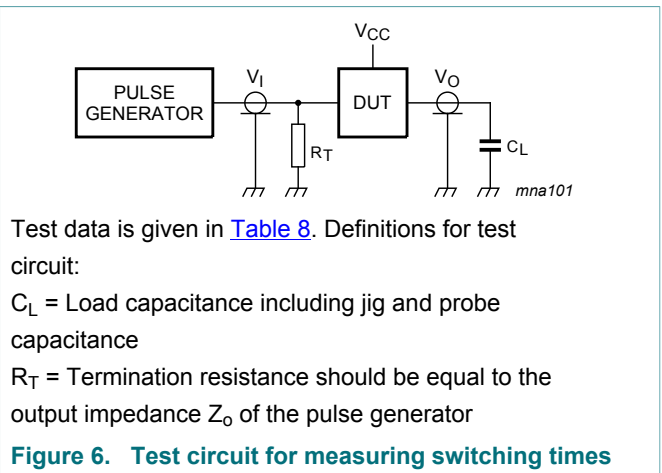 VCC
PULSE
GENERATOR
VI
DUT
VO
RT
CL
mna101
Test data is given in Table 8. Definitions for test
circuit:
CL = Load capacitance including jig and probe
capacitance
RT = Termination resistance should be equal to the
output impedance Zo of the pulse generator
Figure 6. Test circuit for measuring switching times